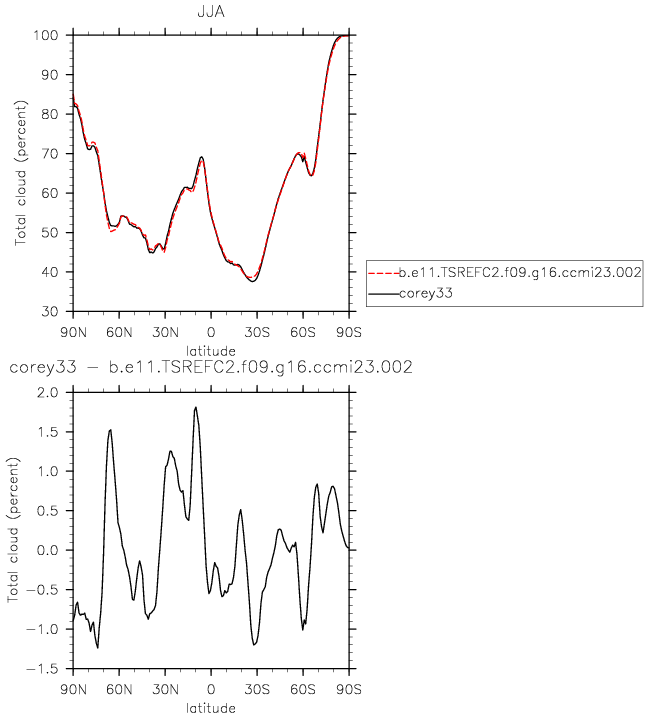 JJA
100
90
80
70
60
50
40
30
Total cloud (percent)
90N 60N 30N 0 30S 60S 90S
latitude
b.e11.TSREFC2.f09.g16.ccmi23.002
corey33
corey33 − b.e11.TSREFC2.f09.g16.ccmi23.002
2.0
1.5
1.0
0.5
0.0
−0.5
−1.0
−1.5
Total cloud (percent)
90N 60N 30N 0 30S 60S 90S
latitude